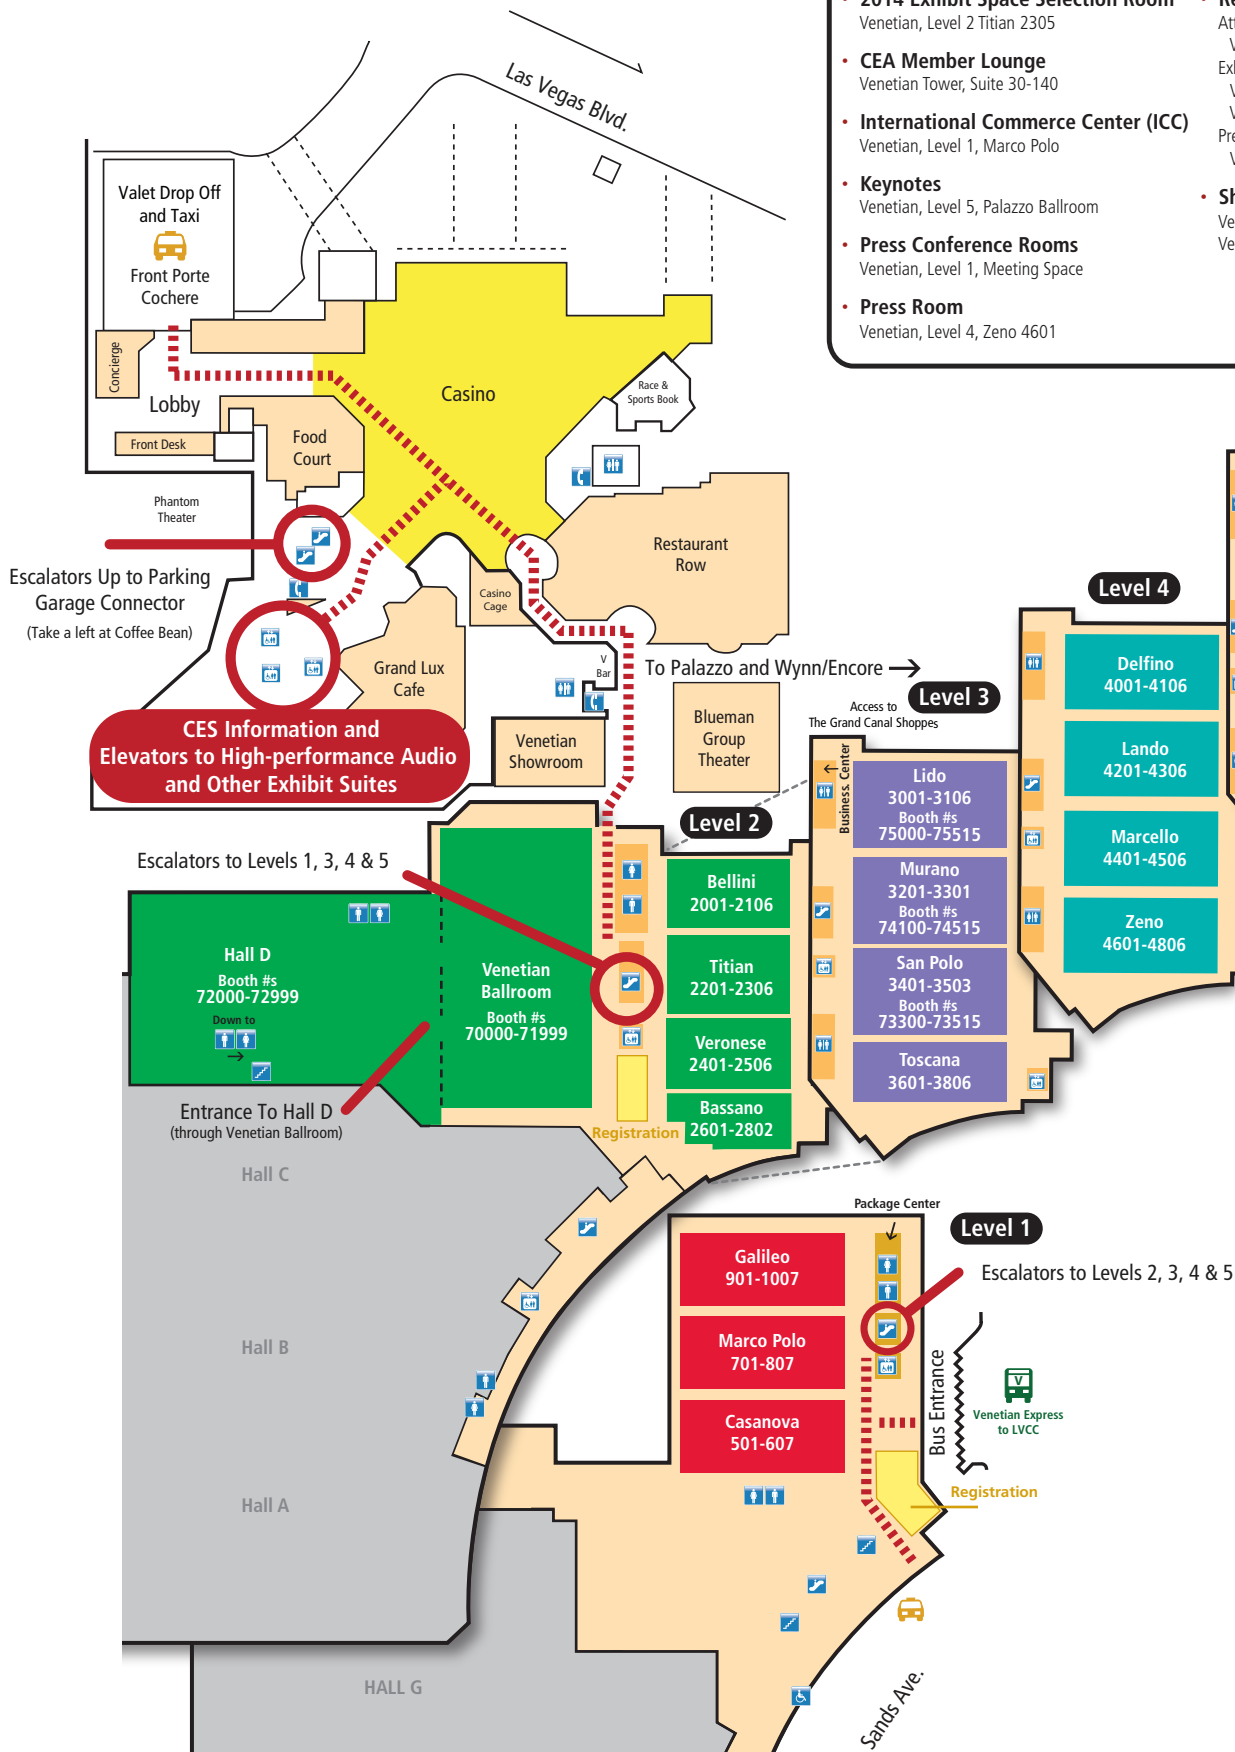 2014 Exhibit Space Selection Room
Venetian, Level 2 Titian 2305
• CEA Member Lounge
Venetian Tower, Suite 30-140
• International Commerce Center (ICC)
Venetian, Level 1, Marco Polo
• Keynotes
Venetian, Level 5, Palazzo Ballroom
• Press Conference Rooms
Venetian, Level 1, Meeting Space
• Press Room
Venetian, Level 4, Zeno 4601
Las Vegas Blvd.
Valet Drop Off
and Taxi
Front Porte
Cochere
Concierge
Lobby
Front Desk
Food
Court
Casino
Race &
Sports Book
Phantom
Theater
Restaurant
Row
Escalators Up to Parking
Garage Connector
(Take a left at Coffee Bean)
Casino
Cage
Grand Lux
Cafe
V
Bar
To Palazzo and Wynn/Encore
CES Information and
Elevators to High-performance Audio
and Other Exhibit Suites
Venetian
Showroom
Blueman
Group
Theater
Level 4
Delfino
4001-4106
Lando
4201-4306
Marcello
4401-4506
Zeno
4601-4806
Level 3
Access to
The Grand Canal Shoppes
Business. Center
Lido
3001-3106
Booth #s
75000-75515
Murano
3201-3301
Booth #s
74100-74515
San Polo
3401-3503
Booth #s
73300-73515
Toscana
3601-3806
Level 2
Escalators to Levels 1, 3, 4 & 5
Bellini
2001-2106
Titian
2201-2306
Veronese
2401-2506
Bassano
2601-2802
Registration
Venetian
Ballroom
Booth #s
70000-71999
Hall D
Booth #s
72000-72999
Down to
Entrance To Hall D
(through Venetian Ballroom)
Hall C
Hall B
Hall A
HALL G
Package Center
Level 1
Galileo
901-1007
Marco Polo
701-807
Casanova
501-607
Escalators to Levels 2, 3, 4 & 5
Bus Entrance
V
Venetian Express
to LVCC
Registration
Sands Ave.